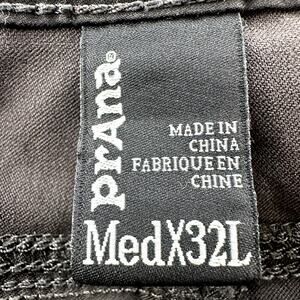 prAna®
MADE IN
CHINA
FABRIQUE EN
CHINE
MedX32L